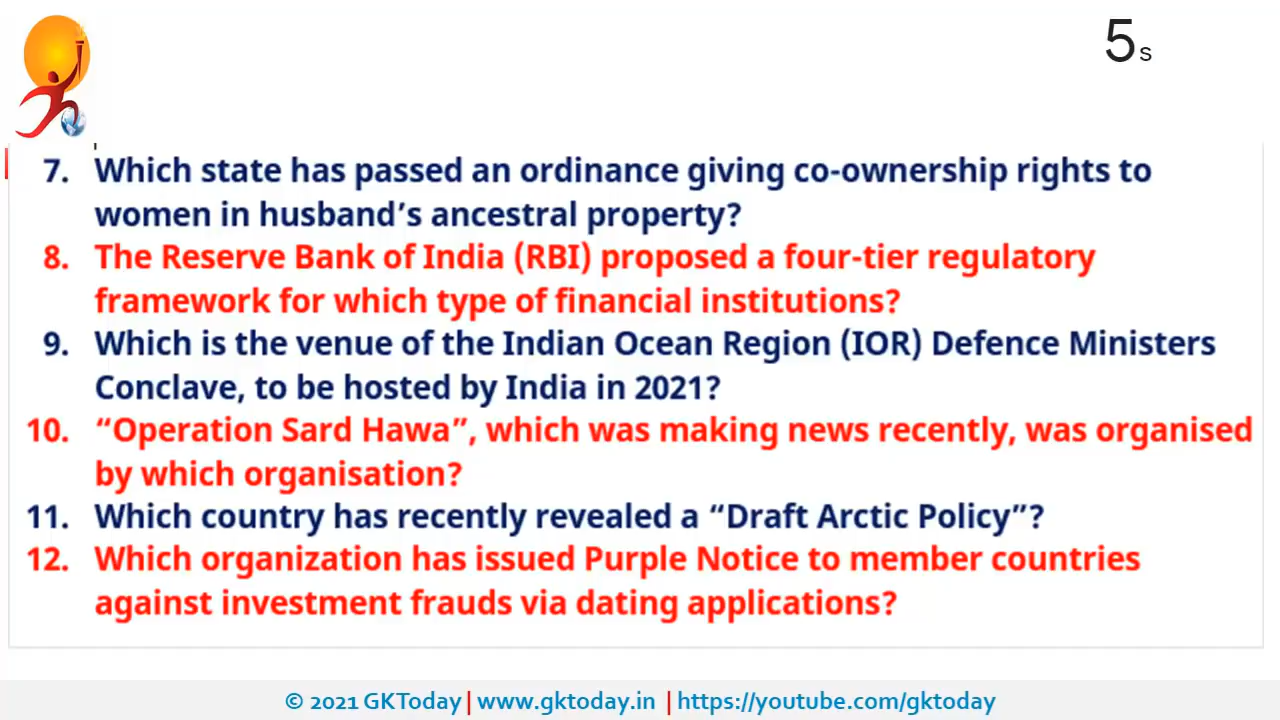 5s
7. Which state has passed an ordinance giving co-ownership rights to
women in husband's ancestral property?
8. The Reserve Bank of India (RBI) proposed a four-tier regulatory
framework for which type of financial institutions?
9. Which is the venue of the Indian Ocean Region (IOR) Defence Ministers
Conclave, to be hosted by India in 2021?
10. “Operation Sard Hawa”, which was making news recently, was organised
by which organisation?
11. Which country has recently revealed a “Draft Arctic Policy”?
12. Which organization has issued Purple Notice to member countries
against investment frauds via dating applications?
© 2021 GKToday | www.gktoday.in | https://youtube.com/gktoday